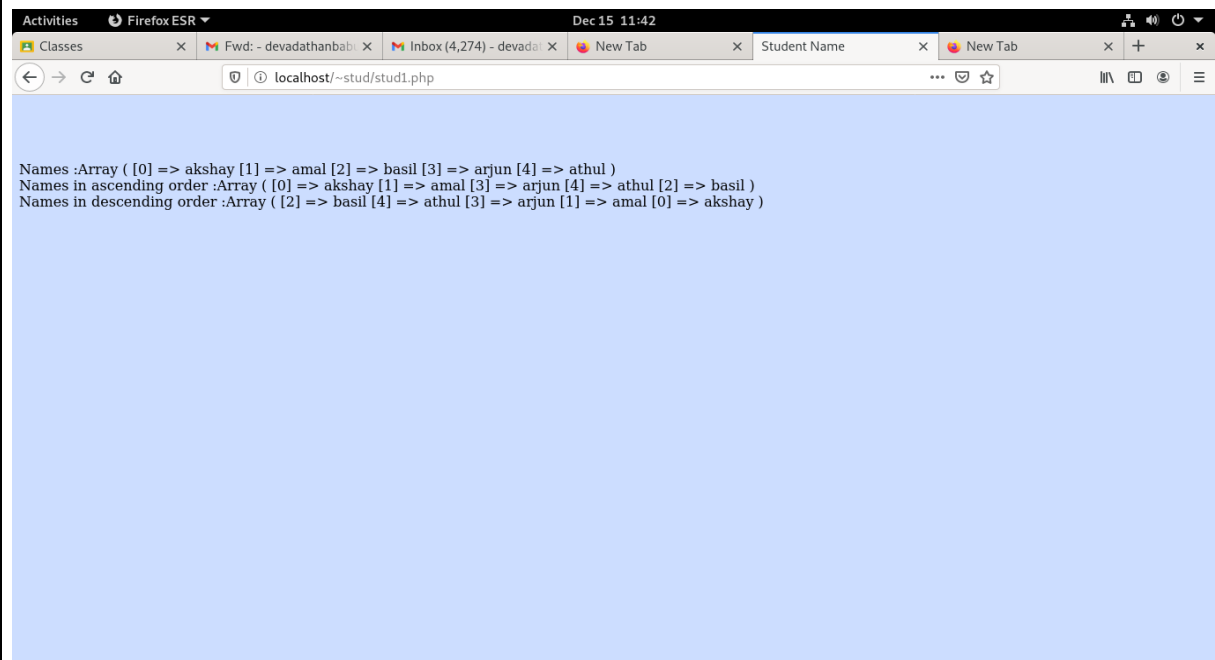 Activities Firefox ESR Dec 15 11:42
Classes Fwd: - devadathanbab Inbox (4,274) - devada New Tab Student Name New Tab
localhost/~stud/stud1.php
Names :Array ( [0] => akshay [1] => amal [2] => basil [3] => arjun [4] => athul )
Names in ascending order :Array ( [0] => akshay [1] => amal [3] => arjun [4] => athul [2] => basil )
Names in descending order :Array ( [2] => basil [4] => athul [3] => arjun [1] => amal [0] => akshay )